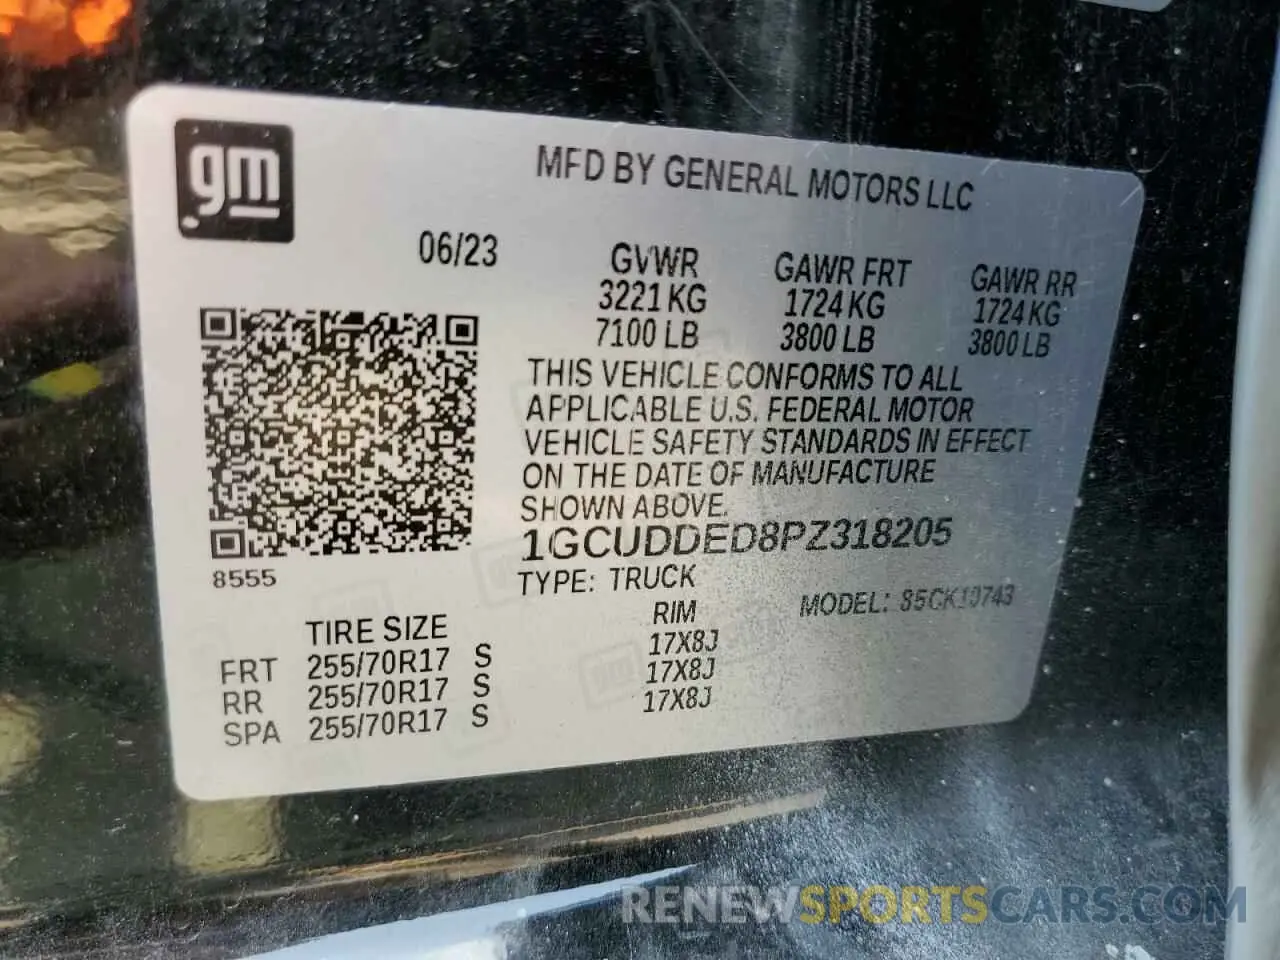 gm
MFD BY GENERAL MOTORS LLC
06/23
GVWR GAWR FRT GAWR RR
3221 KG 1724 KG 1724 KG
7100 LB 3800 LB 3800 LB
THIS VEHICLE CONFORMS TO ALL
APPLICABLE U.S. FEDERAL MOTOR
VEHICLE SAFETY STANDARDS IN EFFECT
ON THE DATE OF MANUFACTURE
SHOWN ABOVE.
1GCUDDED8PZ318205
8555
TYPE: TRUCK
MODEL: 85CK10743
TIRE SIZE RIM
FRT 255/70R17 S 17X8J
RR 255/70R17 S 17X8J
SPA 255/70R17 S 17X8J
RENEWSPORTSCARS.COM